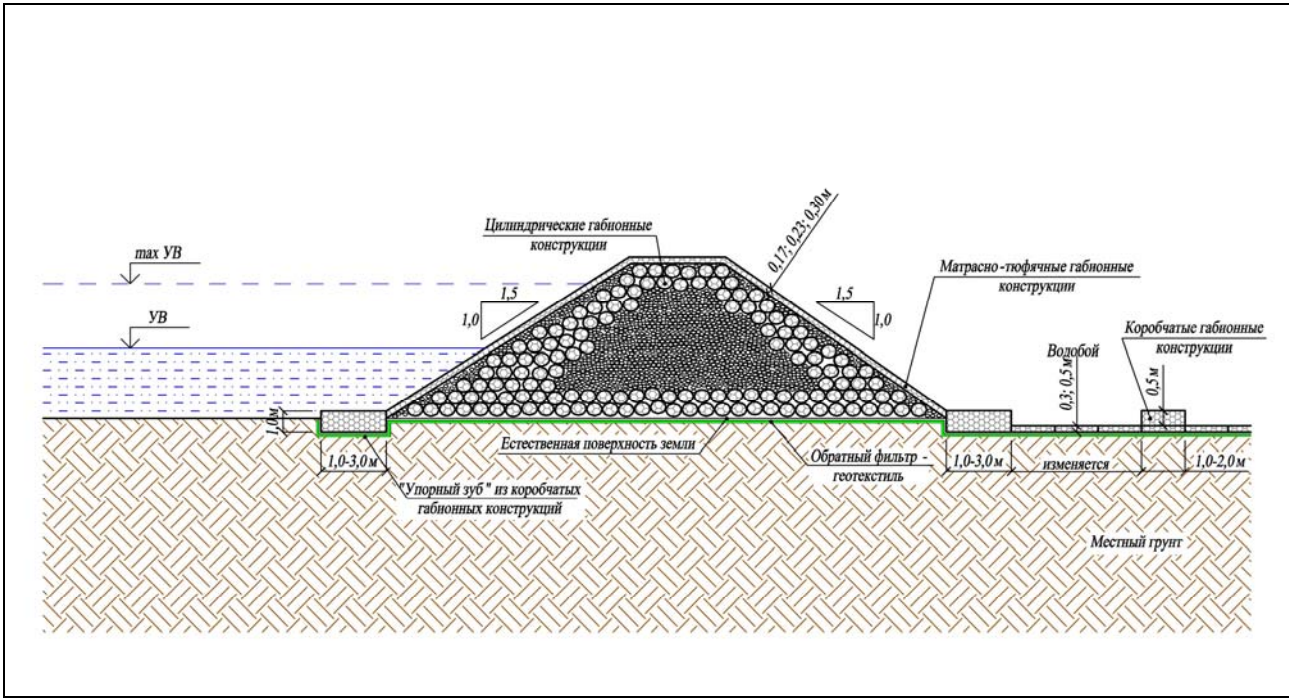 0,17; 0,23; 0,30м
Цилиндрические габионные
конструкции
max УВ
Матрасно-тюфячные габионные
конструкции
1,5
1,0
1,5
1,0
УВ
Коробчатые габионные
конструкции
Водобой
0,3; 0,5м
0,5м
1,0м
Естественная поверхность земли
Обратный фильтр -
геотекстиль
1,0-3,0м
1,0-3,0м
изменяется
1,0-2,0м
"Упорный зуб" из коробчатых
габионных конструкций
Местный грунт